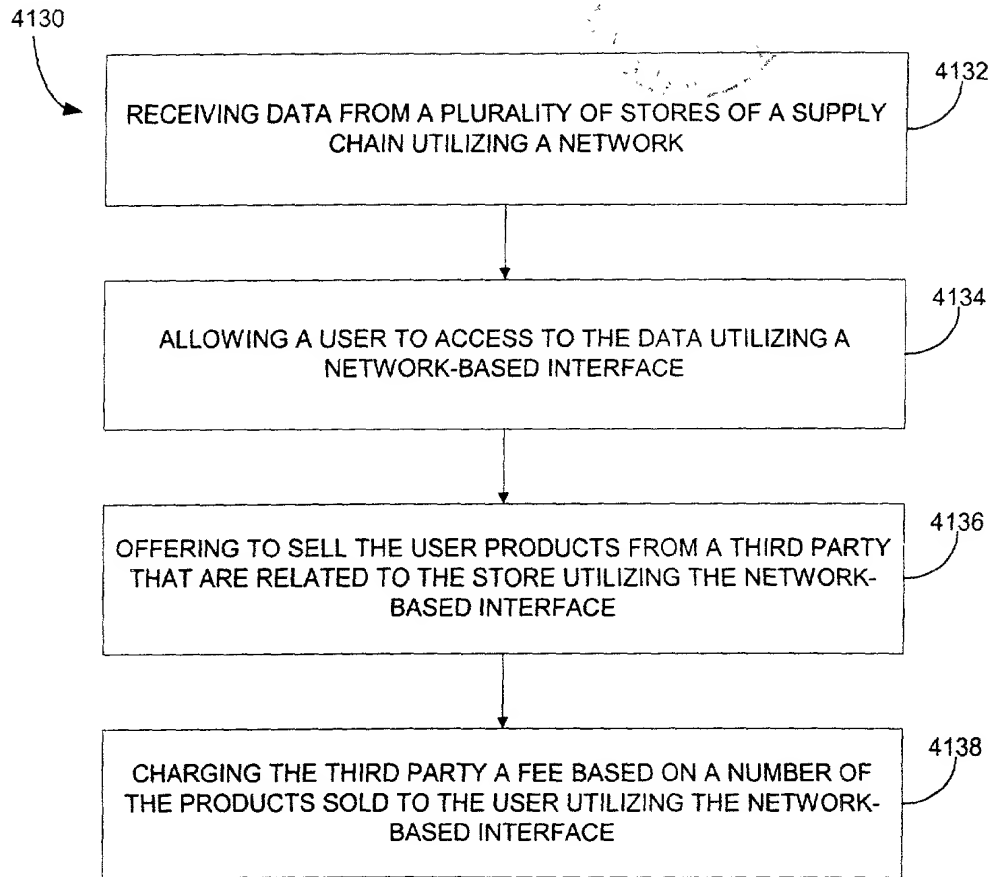 4130
4132
RECEIVING DATA FROM A PLURALITY OF STORES OF A SUPPLY
CHAIN UTILIZING A NETWORK
4134
ALLOWING A USER TO ACCESS TO THE DATA UTILIZING A
NETWORK-BASED INTERFACE
4136
OFFERING TO SELL THE USER PRODUCTS FROM A THIRD PARTY
THAT ARE RELATED TO THE STORE UTILIZING THE NETWORK-
BASED INTERFACE
4138
CHARGING THE THIRD PARTY A FEE BASED ON A NUMBER OF
THE PRODUCTS SOLD TO THE USER UTILIZING THE NETWORK-
BASED INTERFACE